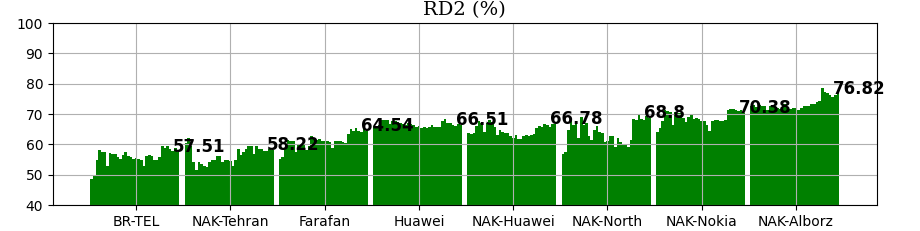 RD2 (%)
100
90
80
70
60
50
40
57.51
58.22
64.54
66.51
66.78
68.8
70.38
76.82
BR-TEL
NAK-Tehran
Farafan
Huawei
NAK-Huawei
NAK-North
NAK-Nokia
NAK-Alborz